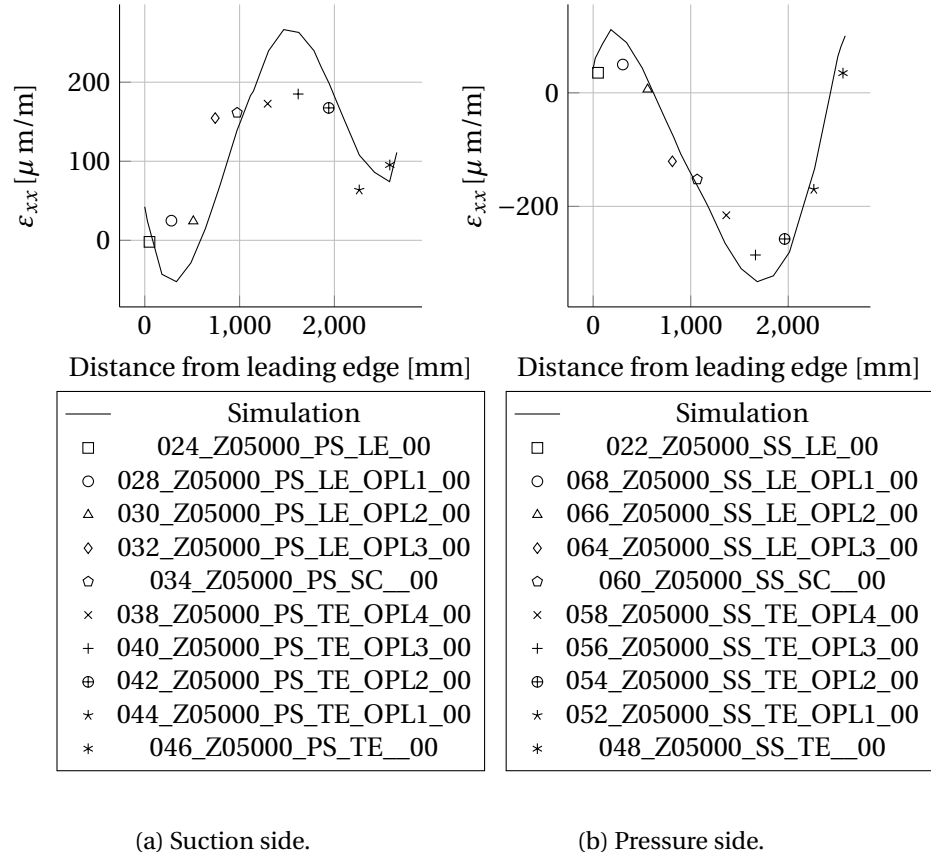 200
100
0
ε_xx [μ m/m]
0 1,000 2,000
Distance from leading edge [mm]
Simulation
024_Z05000_PS_LE_00
028_Z05000_PS_LE_OPL1_00
030_Z05000_PS_LE_OPL2_00
032_Z05000_PS_LE_OPL3_00
034_Z05000_PS_SC__00
038_Z05000_PS_TE_OPL4_00
040_Z05000_PS_TE_OPL3_00
042_Z05000_PS_TE_OPL2_00
044_Z05000_PS_TE_OPL1_00
046_Z05000_PS_TE__00
(a) Suction side.
0
−200
ε_xx [μ m/m]
0 1,000 2,000
Distance from leading edge [mm]
Simulation
022_Z05000_SS_LE_00
068_Z05000_SS_LE_OPL1_00
066_Z05000_SS_LE_OPL2_00
064_Z05000_SS_LE_OPL3_00
060_Z05000_SS_SC__00
058_Z05000_SS_TE_OPL4_00
056_Z05000_SS_TE_OPL3_00
054_Z05000_SS_TE_OPL2_00
052_Z05000_SS_TE_OPL1_00
048_Z05000_SS_TE__00
(b) Pressure side.